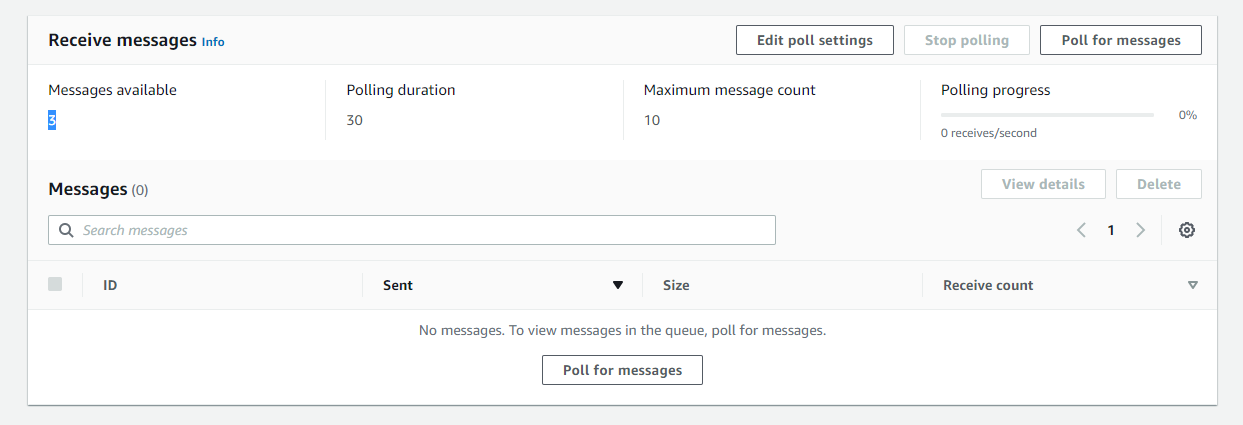 Receive messages Info Edit poll settings Stop polling Poll for messages
Messages available Polling duration Maximum message count Polling progress
3 30 10 0%
0 receives/second
Messages (0) View details Delete
Search messages 1
ID Sent Size Receive count
No messages. To view messages in the queue, poll for messages.
Poll for messages